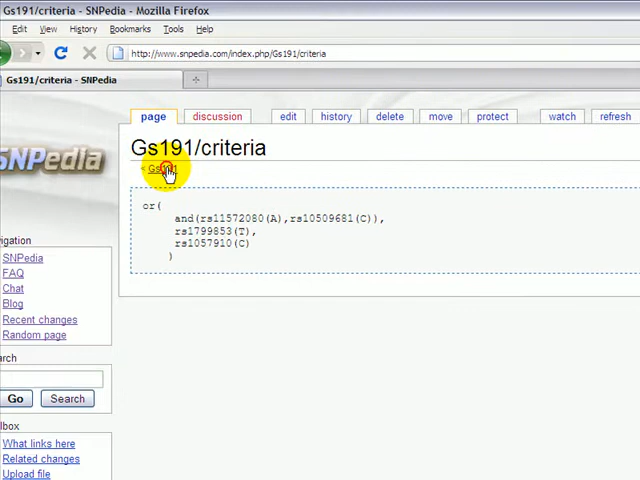 Gs191/criteria - SNPedia - Mozilla Firefox
Edit View History Bookmarks Tools Help
http://www.snpedia.com/index.php/Gs191/criteria
Gs191/criteria - SNPedia
page discussion edit history delete move protect watch refresh
SNPedia
Gs191/criteria
<
or(
and(rs11572080(A),rs10509681(C)),
rs1799853(T),
rs1057910(C)
)
vigation
SNPedia
FAQ
Chat
Blog
Recent changes
Random page
arch
Go Search
lbox
What links here
Related changes
Upload file